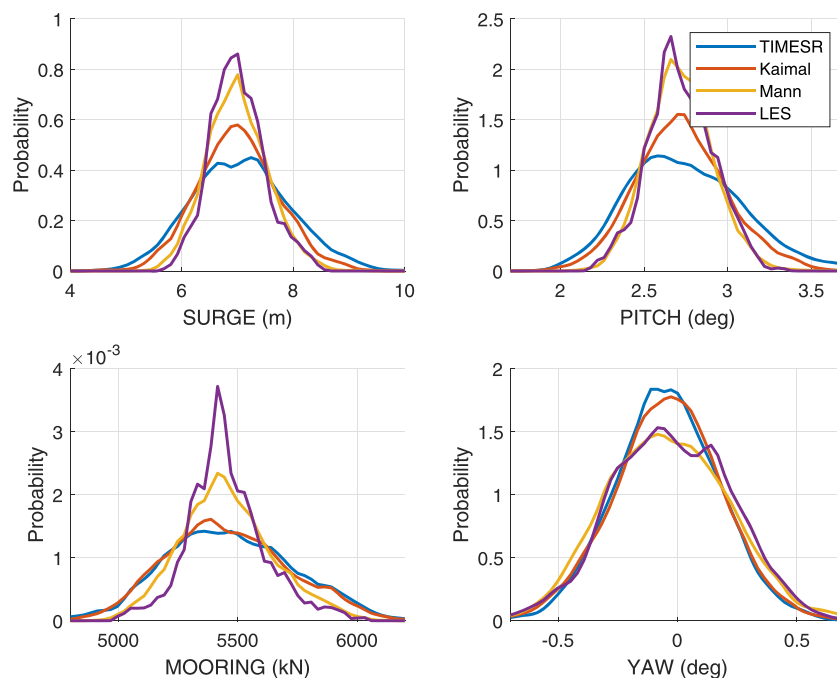 1
0.8
0.6
0.4
0.2
0
Probability
4 6 8 10
SURGE (m)
2.5
2
1.5
1
0.5
0
Probability
2 2.5 3 3.5
PITCH (deg)
TIMESR
Kaimal
Mann
LES
×10-3
4
3
2
1
0
Probability
5000 5500 6000
MOORING (kN)
2
1.5
1
0.5
0
Probability
-0.5 0 0.5
YAW (deg)